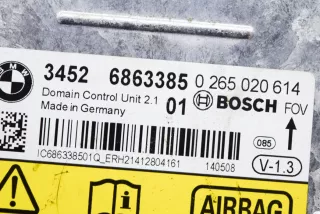 BMW
3452 6863385 0 265 020 614
Domain Control Unit 2.1
Made in Germany 01 BOSCH FOV
085
IC686338501Q_ERH21412804161 140508
V-1.3
AIRBAG